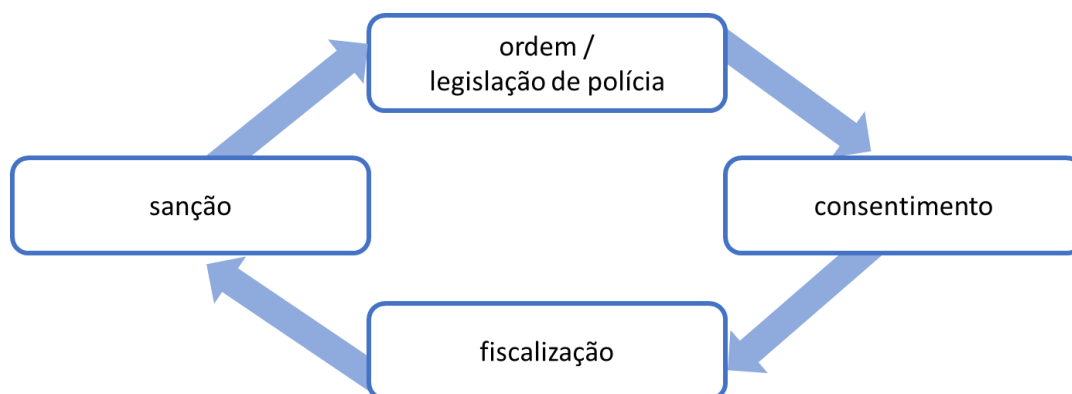 ordem /
legislação de polícia
sanção
consentimento
fiscalização